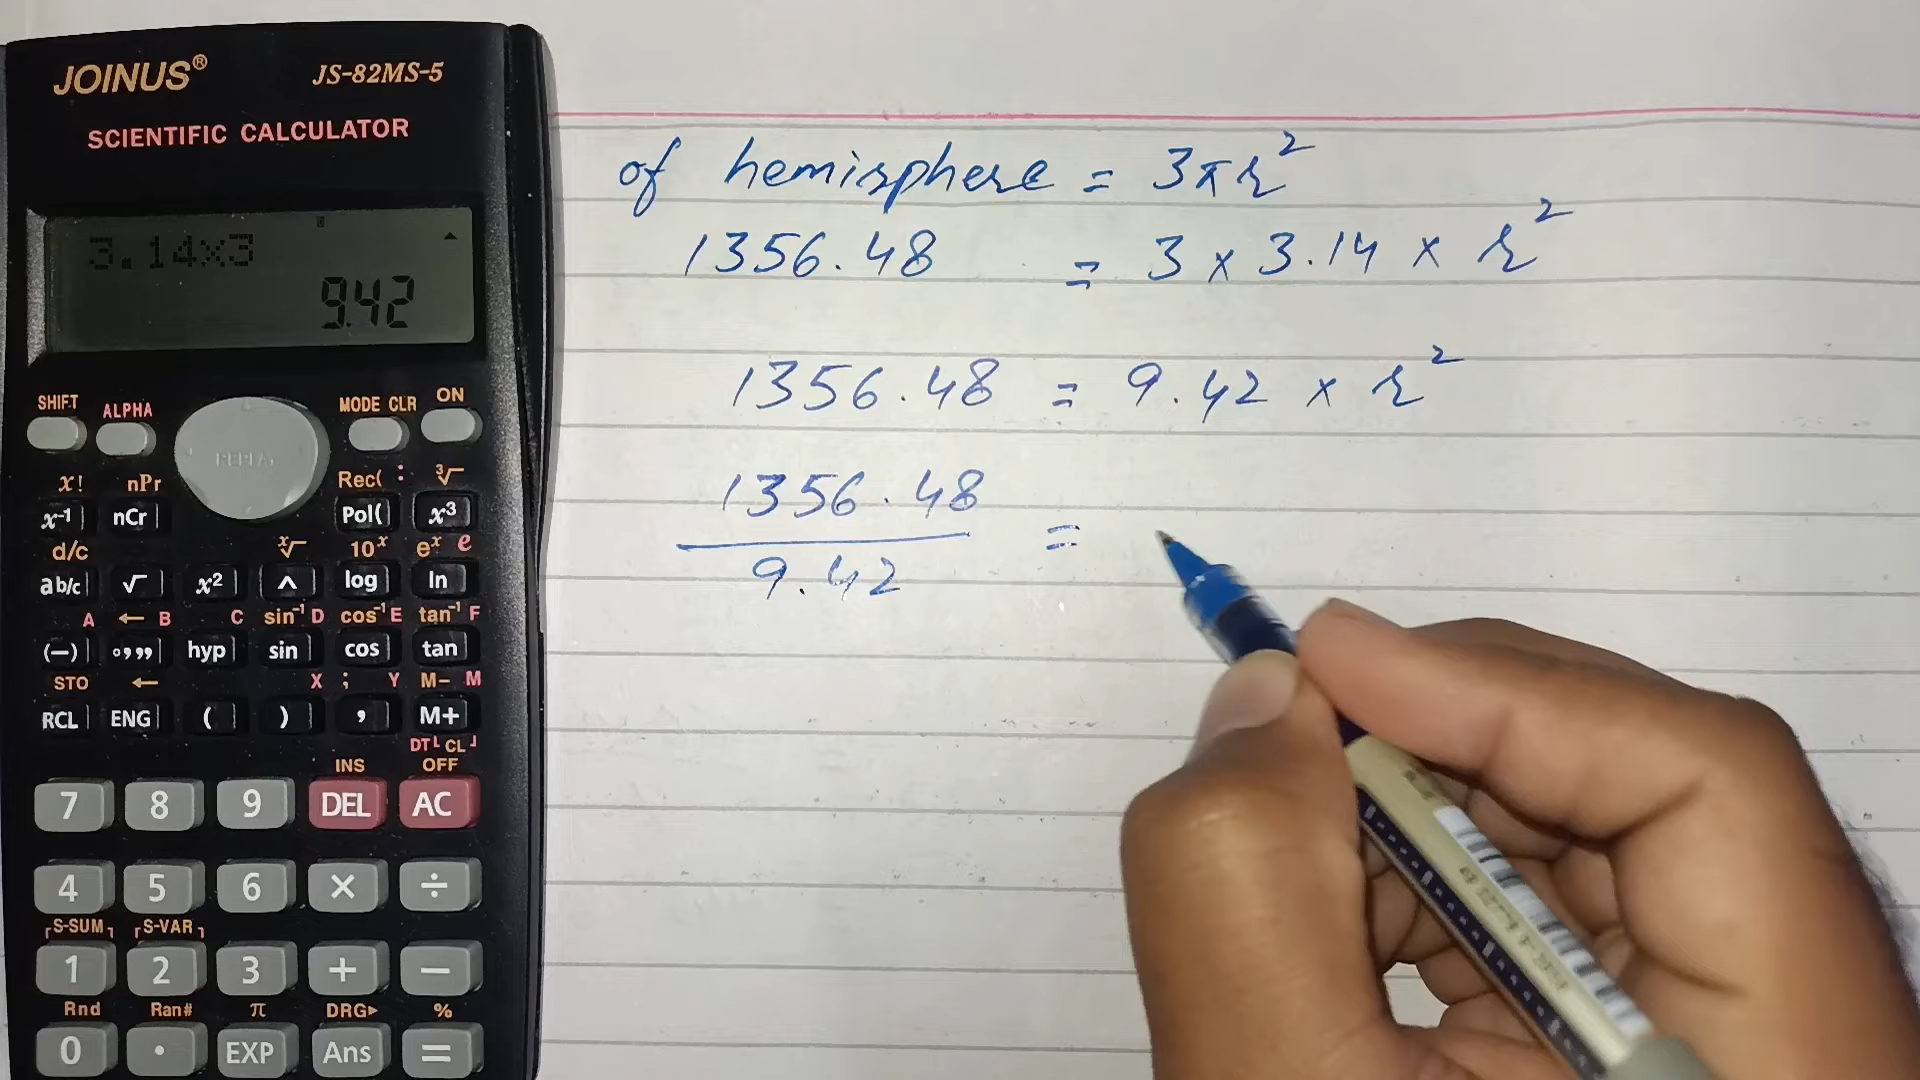 JOINUS® JS-82MS-5
SCIENTIFIC CALCULATOR
3.14×3
9.42
SHIFT ALPHA MODE CLR ON
REPLAY
x! nPr Rec( : ³√
x⁻¹ nCr Pol( x³
d/c ˣ√ 10ˣ eˣ e
ab/c √ x² ^ log ln
A ← B C sin⁻¹ D cos⁻¹ E tan⁻¹ F
(−) °,,, hyp sin cos tan
STO ← X ; Y M− M
RCL ENG ( ) , M+
DT CL
INS OFF
7 8 9 DEL AC
4 5 6 × ÷
S-SUM S-VAR
1 2 3 + −
Rnd Ran# π DRG▸ %
0 · EXP Ans =
of hemisphere = 3πr²
1356.48 = 3 × 3.14 × r²
1356.48 = 9.42 × r²
1356.48
=
9.42